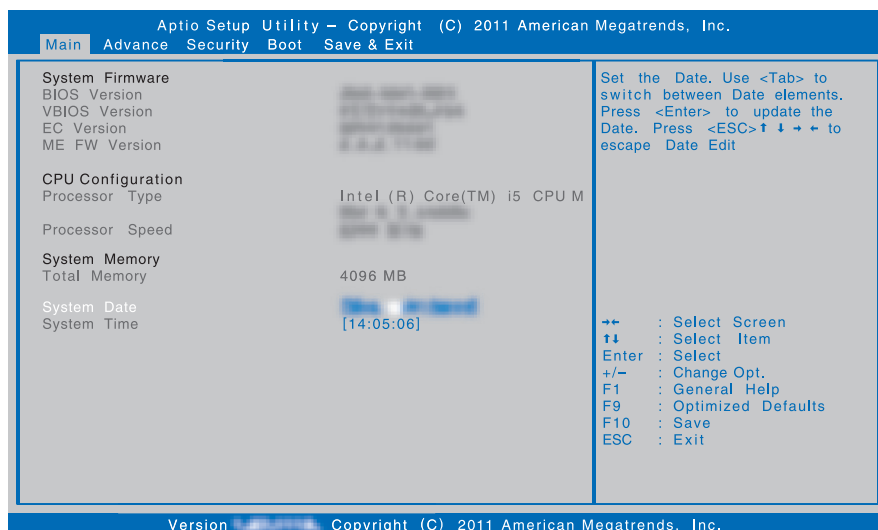 Aptio Setup Utility – Copyright (C) 2011 American Megatrends, Inc.
Main Advance Security Boot Save & Exit
System Firmware
BIOS Version
VBIOS Version
EC Version
ME FW Version
CPU Configuration
Processor Type Intel (R) Core(TM) i5 CPU M
Processor Speed
System Memory
Total Memory 4096 MB
System Date
System Time [14:05:06]
Set the Date. Use <Tab> to
switch between Date elements.
Press <Enter> to update the
Date. Press <ESC>↑ ↓ → ← to
escape Date Edit
→← : Select Screen
↑↓ : Select Item
Enter : Select
+/– : Change Opt.
F1 : General Help
F9 : Optimized Defaults
F10 : Save
ESC : Exit
Version Copyright (C) 2011 American Megatrends, Inc.